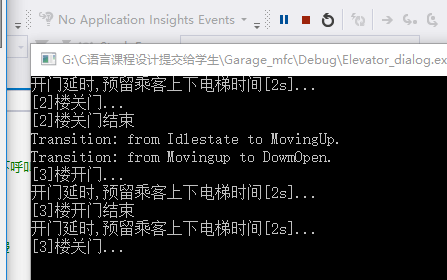 No Application Insights Events
G:\C语言课程设计提交给学生\Garage_mfc\Debug\Elevator_dialog.ex
开门延时,预留乘客上下电梯时间[2s]...
[2]楼关门...
[2]楼关门结束
Transition: from Idlestate to MovingUp.
Transition: from Movingup to DowmOpen.
[3]楼开门...
开门延时,预留乘客上下电梯时间[2s]...
[3]楼开门结束
开门延时,预留乘客上下电梯时间[2s]...
[3]楼关门...